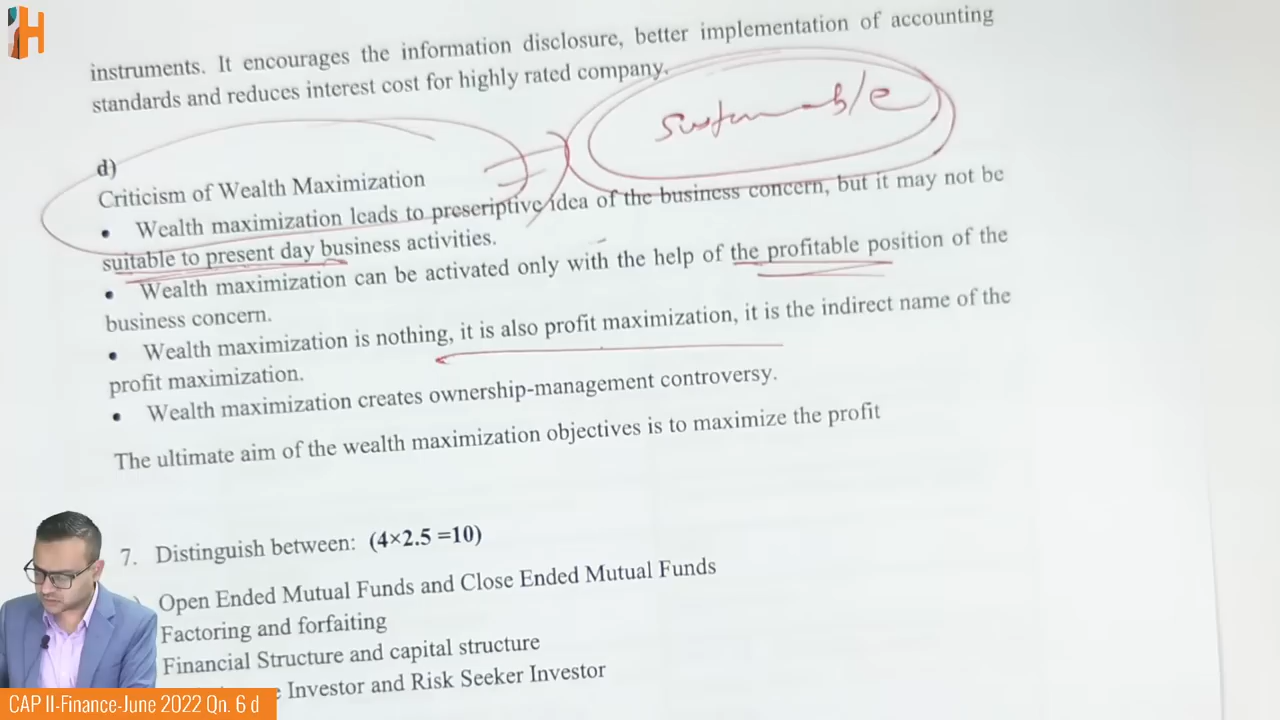 H
instruments. It encourages the information disclosure, better implementation of accounting
standards and reduces interest cost for highly rated company.
sustainable
d)
Criticism of Wealth Maximization
• Wealth maximization leads to prescriptive idea of the business concern, but it may not be
suitable to present day business activities.
• Wealth maximization can be activated only with the help of the profitable position of the
business concern.
• Wealth maximization is nothing, it is also profit maximization, it is the indirect name of the
profit maximization.
• Wealth maximization creates ownership-management controversy.
The ultimate aim of the wealth maximization objectives is to maximize the profit
7. Distinguish between: (4×2.5 =10)
) Open Ended Mutual Funds and Close Ended Mutual Funds
Factoring and forfaiting
Financial Structure and capital structure
Investor and Risk Seeker Investor
CAP II-Finance-June 2022 Qn. 6 d